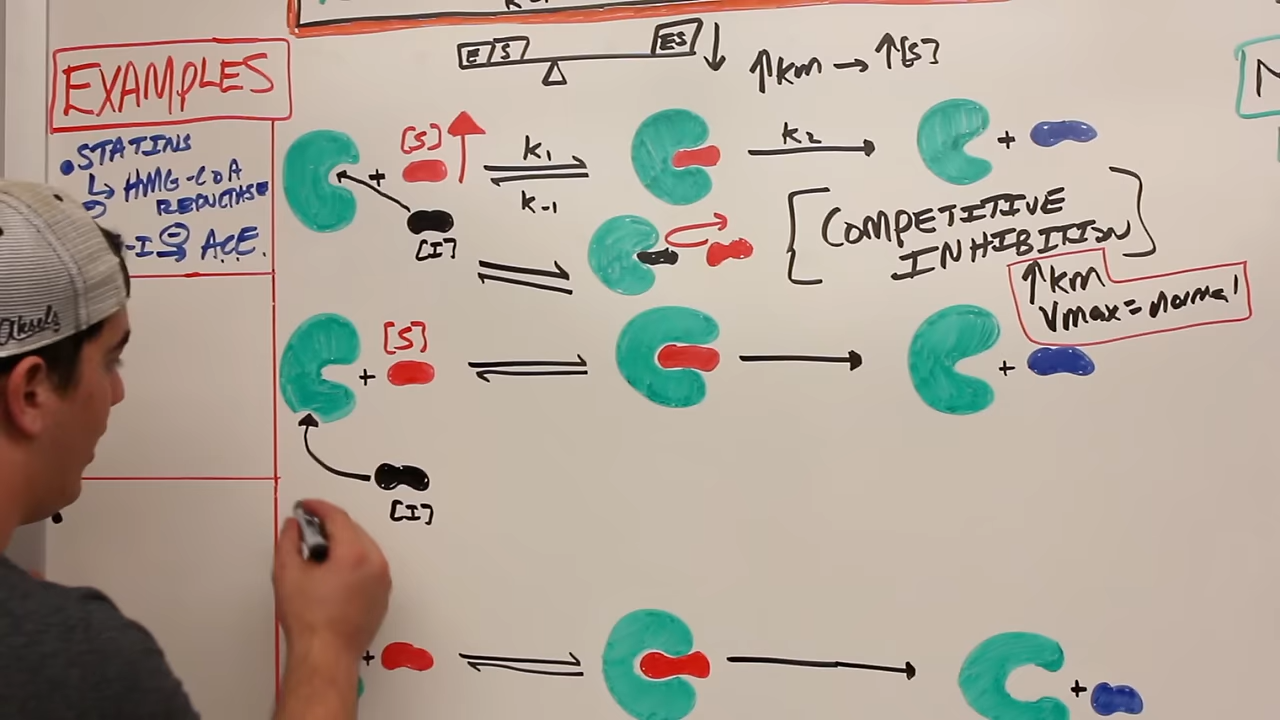 E S
ES
↑Km → ↑[S]
EXAMPLES
• STATINS
↳ HMG-CoA
REDUCTASE
-I ⊖ ACE.
[S]
K1
K-1
K2
[I]
[COMPETITIVE
INHIBITION]
↑Km
Vmax = normal
[S]
[I]
+
+
+
+
+
+